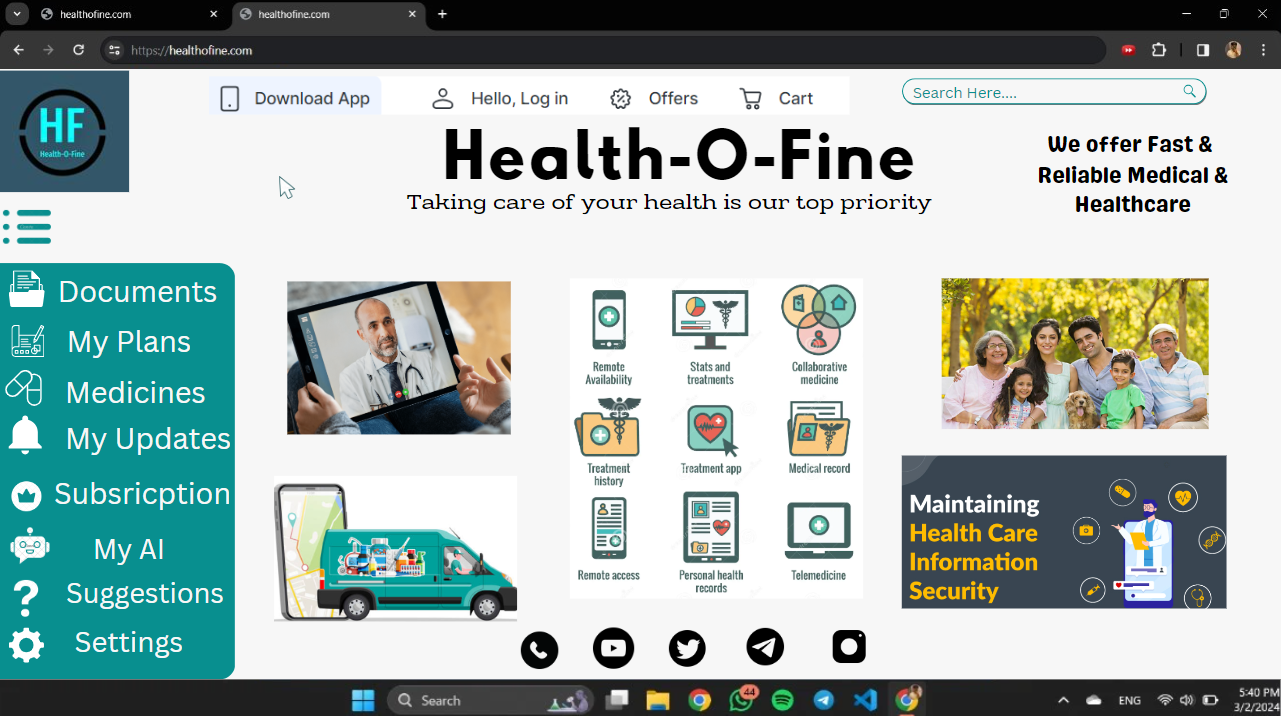 healthofine.com
healthofine.com
https://healthofine.com
HF
Health-O-Fine
Download App
Hello, Log in
Offers
Cart
Search Here....
Health-O-Fine
Taking care of your health is our top priority
We offer Fast &
Reliable Medical &
Healthcare
Documents
My Plans
Medicines
My Updates
Subsricption
My AI
Suggestions
Settings
Remote
Availability
Stats and
treatments
Collaborative
medicine
Treatment
history
Treatment app
Medical record
Remote access
Personal health
records
Telemedicine
Maintaining
Health Care
Information
Security
Search
44
ENG
5:40 PM
3/2/2024